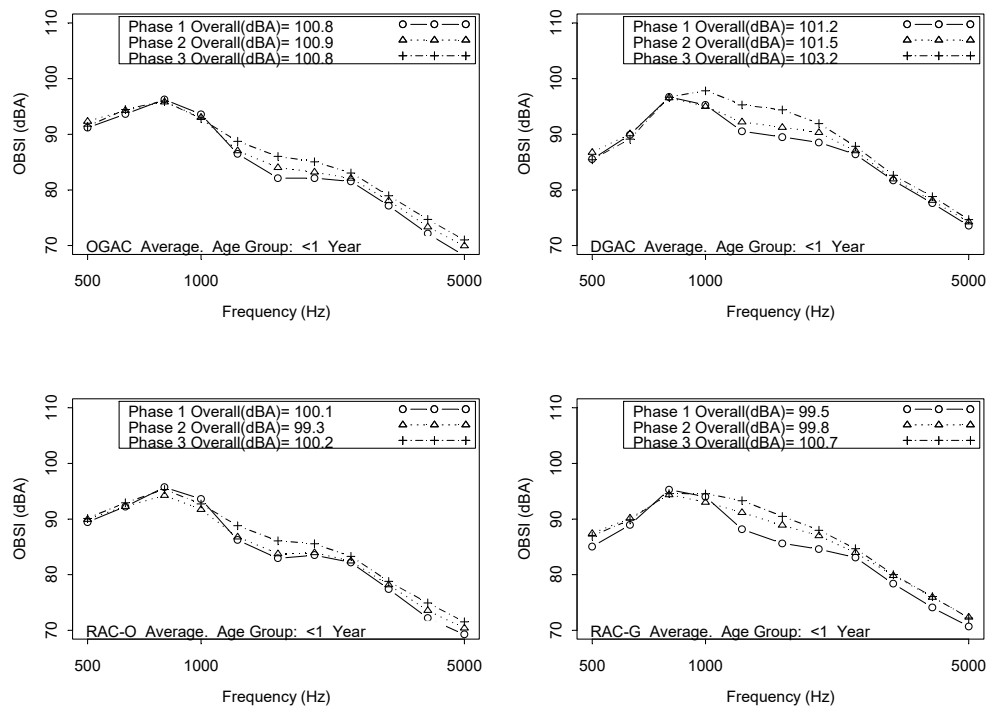 Phase 1 Overall(dBA)= 100.8
Phase 2 Overall(dBA)= 100.9
Phase 3 Overall(dBA)= 100.8
110
100
90
80
70
OBSI (dBA)
OGAC Average. Age Group: <1 Year
500 1000 5000
Frequency (Hz)
Phase 1 Overall(dBA)= 101.2
Phase 2 Overall(dBA)= 101.5
Phase 3 Overall(dBA)= 103.2
110
100
90
80
70
OBSI (dBA)
DGAC Average. Age Group: <1 Year
500 1000 5000
Frequency (Hz)
Phase 1 Overall(dBA)= 100.1
Phase 2 Overall(dBA)= 99.3
Phase 3 Overall(dBA)= 100.2
110
100
90
80
70
OBSI (dBA)
RAC-O Average. Age Group: <1 Year
500 1000 5000
Frequency (Hz)
Phase 1 Overall(dBA)= 99.5
Phase 2 Overall(dBA)= 99.8
Phase 3 Overall(dBA)= 100.7
110
100
90
80
70
OBSI (dBA)
RAC-G Average. Age Group: <1 Year
500 1000 5000
Frequency (Hz)